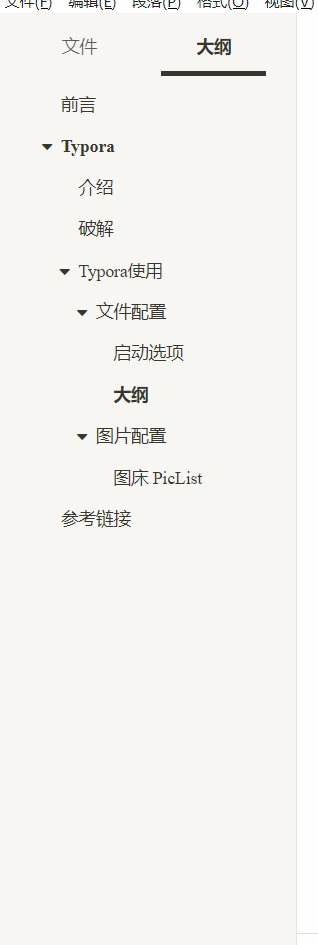 文件(F) 编辑(E) 段落(P) 格式(O) 视图(V)
文件 大纲
前言
Typora
介绍
破解
Typora使用
文件配置
启动选项
大纲
图片配置
图床 PicList
参考链接